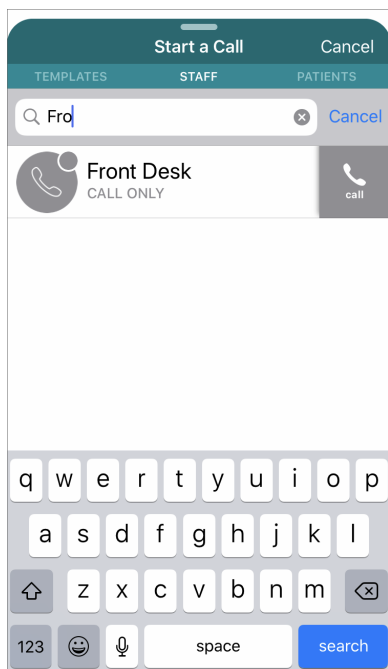 Start a Call Cancel
TEMPLATES STAFF PATIENTS
Fro Cancel
Front Desk
CALL ONLY
call
q w e r t y u i o p
a s d f g h j k l
z x c v b n m
123 space search